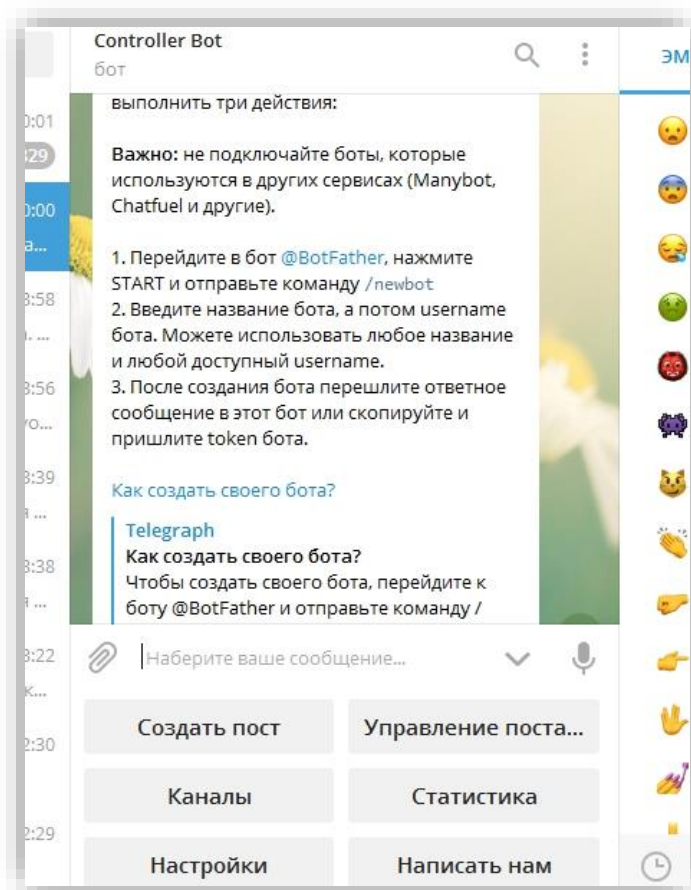 Controller Bot
бот
ЭМ
выполнить три действия:
Важно: не подключайте боты, которые
используются в других сервисах (Manybot,
Chatfuel и другие).
1. Перейдите в бот @BotFather, нажмите
START и отправьте команду /newbot
2. Введите название бота, а потом username
бота. Можете использовать любое название
и любой доступный username.
3. После создания бота перешлите ответное
сообщение в этот бот или скопируйте и
пришлите token бота.
Как создать своего бота?
Telegraph
Как создать своего бота?
Чтобы создать своего бота, перейдите к
боту @BotFather и отправьте команду /
Наберите ваше сообщение...
Создать пост
Управление поста...
Каналы
Статистика
Настройки
Написать нам